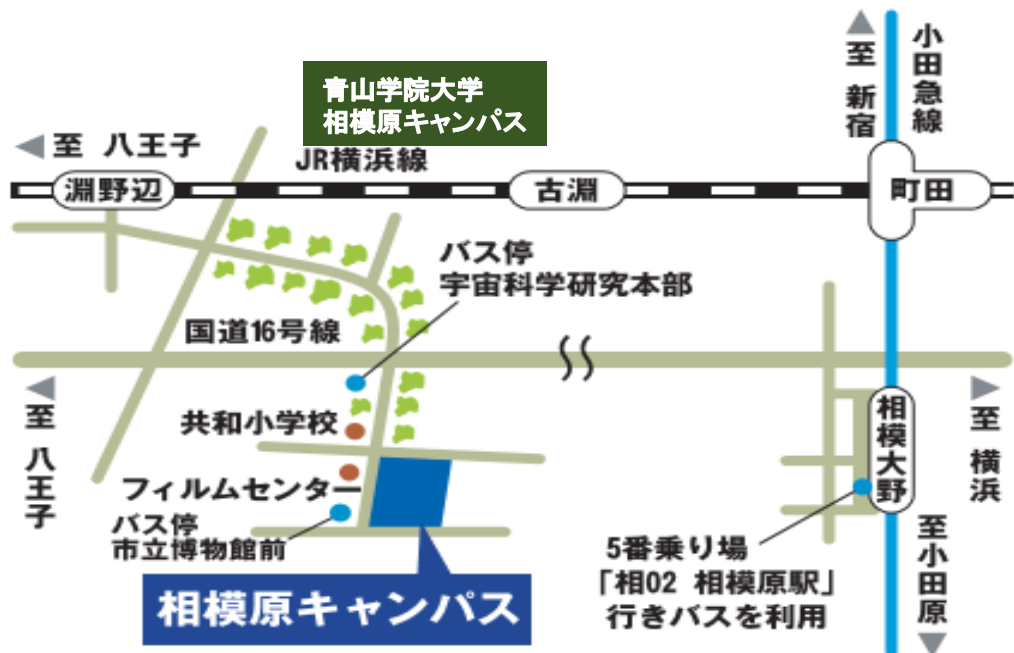 小田急線
至 新宿
青山学院大学
相模原キャンパス
至 八王子
JR横浜線
淵野辺
古淵
町田
バス停
宇宙科学研究本部
国道16号線
至 八王子
共和小学校
相模大野
至 横浜
フィルムセンター
バス停
市立博物館前
5番乗り場
「相02 相模原駅」
行きバスを利用
至小田原
相模原キャンパス